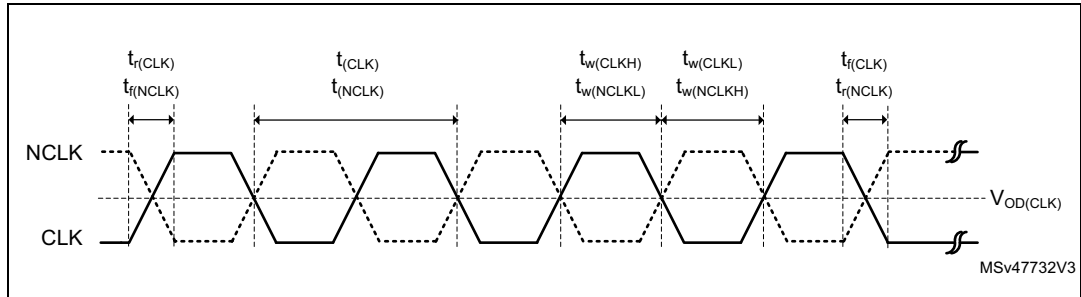 tr(CLK) t(CLK) tw(CLKH) tw(CLKL) tf(CLK)
tf(NCLK) t(NCLK) tw(NCLKL) tw(NCLKH) tr(NCLK)
NCLK
VOD(CLK)
CLK
MSv47732V3